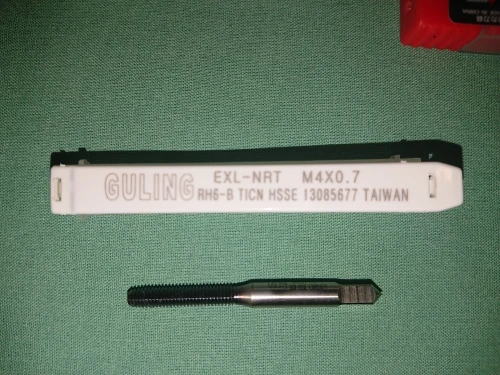 GULING
EXL-NRT M4X0.7
RH6-B TICN HSSE 13085677 TAIWAN